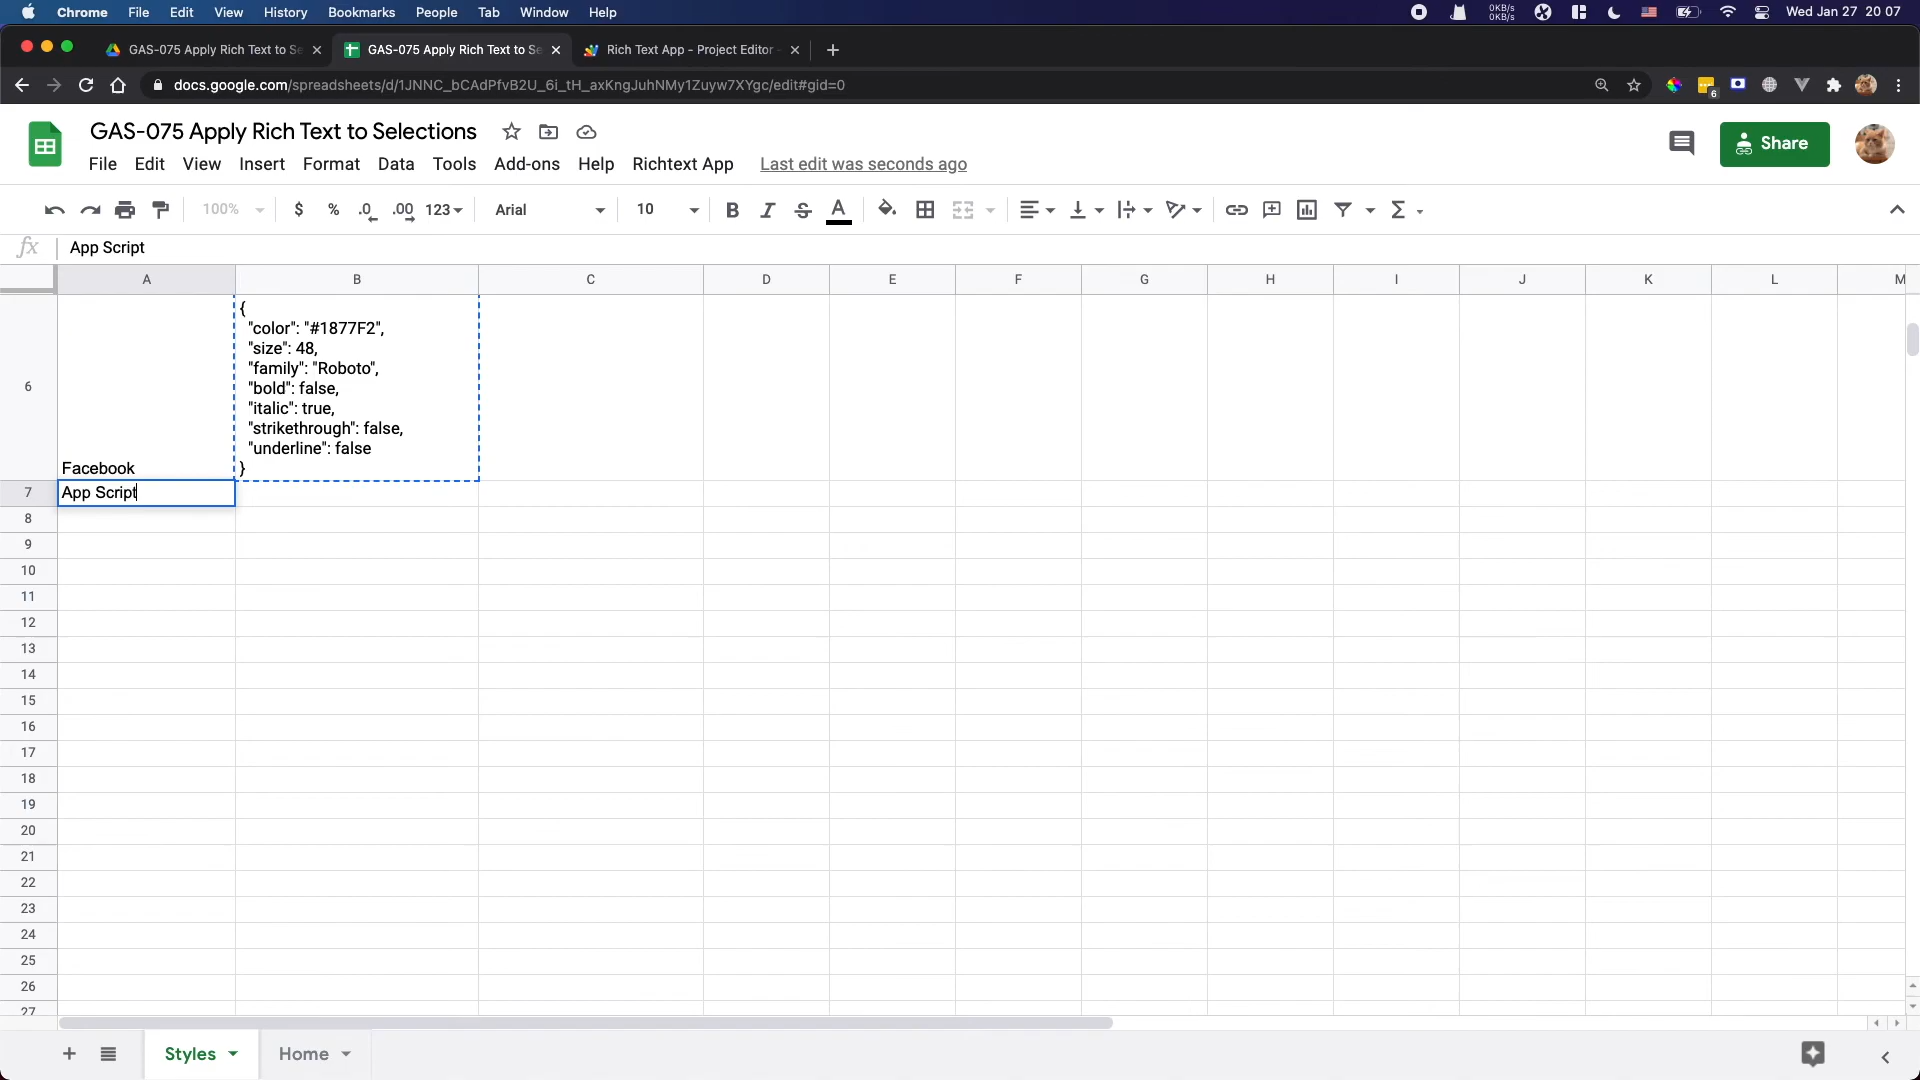 Chrome File Edit View History Bookmarks People Tab Window Help 0KB/s 0KB/s Wed Jan 27 20 07
GAS-075 Apply Rich Text to Se GAS-075 Apply Rich Text to Se Rich Text App - Project Editor -
docs.google.com/spreadsheets/d/1JNNC_bCAdPfvB2U_6i_tH_axKngJuhNMy1Zuyw7XYgc/edit#gid=0 6
GAS-075 Apply Rich Text to Selections
Share
File Edit View Insert Format Data Tools Add-ons Help Richtext App Last edit was seconds ago
100% $ % .0 .00 123 Arial 10 B I S A Σ
fx App Script
A B C D E F G H I J K L M
{
"color": "#1877F2",
"size": 48,
"family": "Roboto",
6 "bold": false,
"italic": true,
"strikethrough": false,
"underline": false
Facebook }
7 App Script
8
9
10
11
12
13
14
15
16
17
18
19
20
21
22
23
24
25
26
27
+ Styles Home